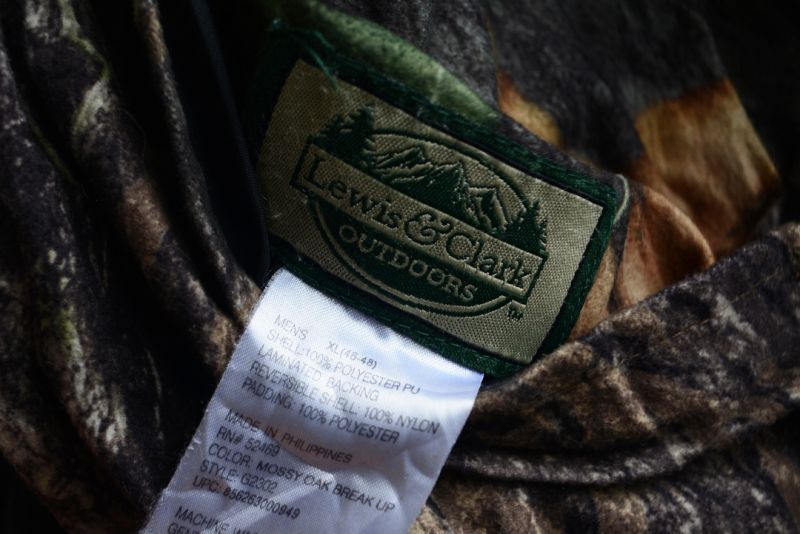 Lewis & Clark
OUTDOORS
™
MENS XL(46-48)
SHELL:100% POLYESTER PU
LAMINATED BACKING
REVERSIBLE SHELL: 100% NYLON
PADDING: 100% POLYESTER
MADE IN PHILIPPINES
RN# 52469
COLOR: MOSSY OAK BREAK UP
STYLE: G2302
UPC: 856263000949
MACHINE